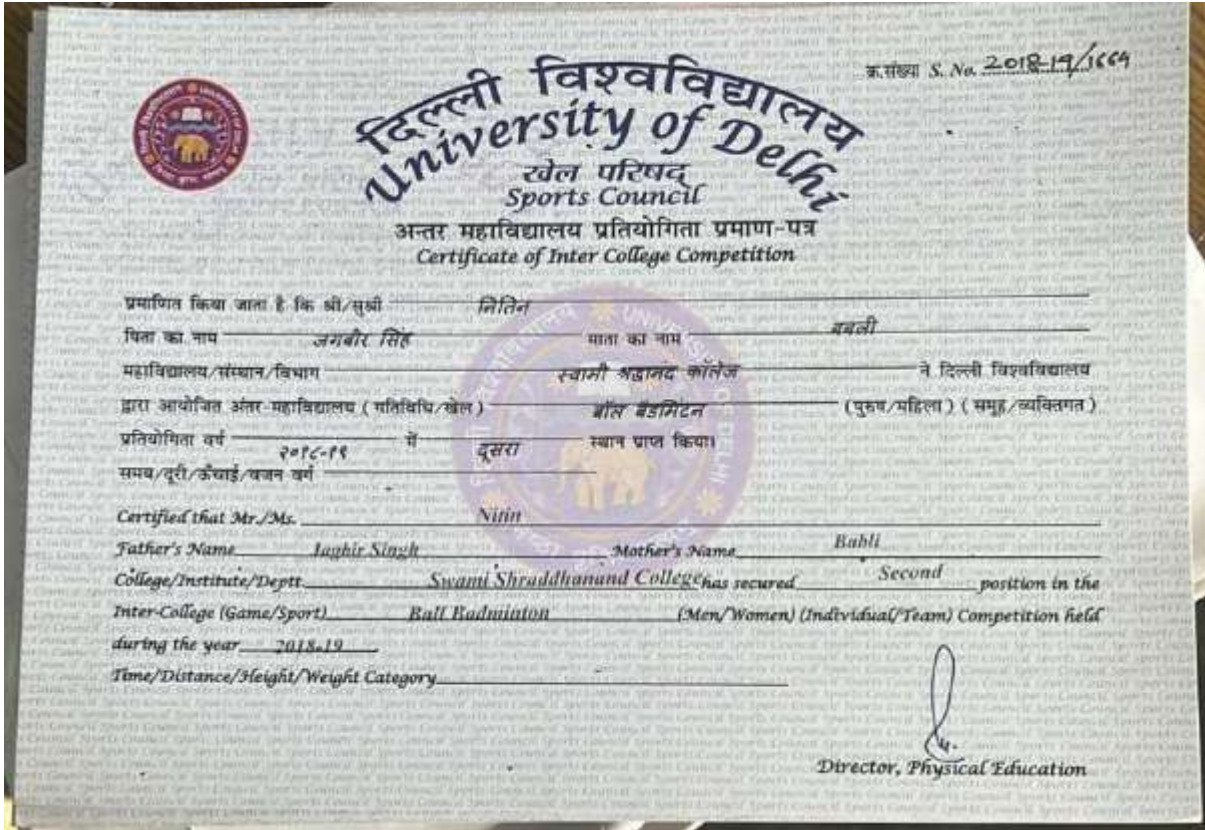 क्र.संख्या S. No. 2018-19/1664
दिल्ली विश्वविद्यालय
University of Delhi
खेल परिषद्
Sports Council
अन्तर महाविद्यालय प्रतियोगिता प्रमाण-पत्र
Certificate of Inter College Competition
प्रमाणित किया जाता है कि श्री/सुश्री नितिन
पिता का नाम जगबीर सिंह माता का नाम बबली
महाविद्यालय/संस्थान/विभाग स्वामी श्रद्धानंद कॉलेज ने दिल्ली विश्वविद्यालय
द्वारा आयोजित अंतर-महाविद्यालय (गतिविधि/खेल) बॉल बैडमिंटन (पुरुष/महिला) (समूह/व्यक्तिगत)
प्रतियोगिता वर्ष २०१८-१९ में दूसरा स्थान प्राप्त किया।
समय/दूरी/ऊँचाई/वजन वर्ग
Certified that Mr./Ms. Nitin
Father's Name Jagbir Singh Mother's Name Babli
College/Institute/Deptt. Swami Shraddhanand College has secured Second position in the
Inter-College (Game/Sport) Ball Badminton (Men/Women) (Individual/Team) Competition held
during the year 2018-19
Time/Distance/Height/Weight Category
Director, Physical Education